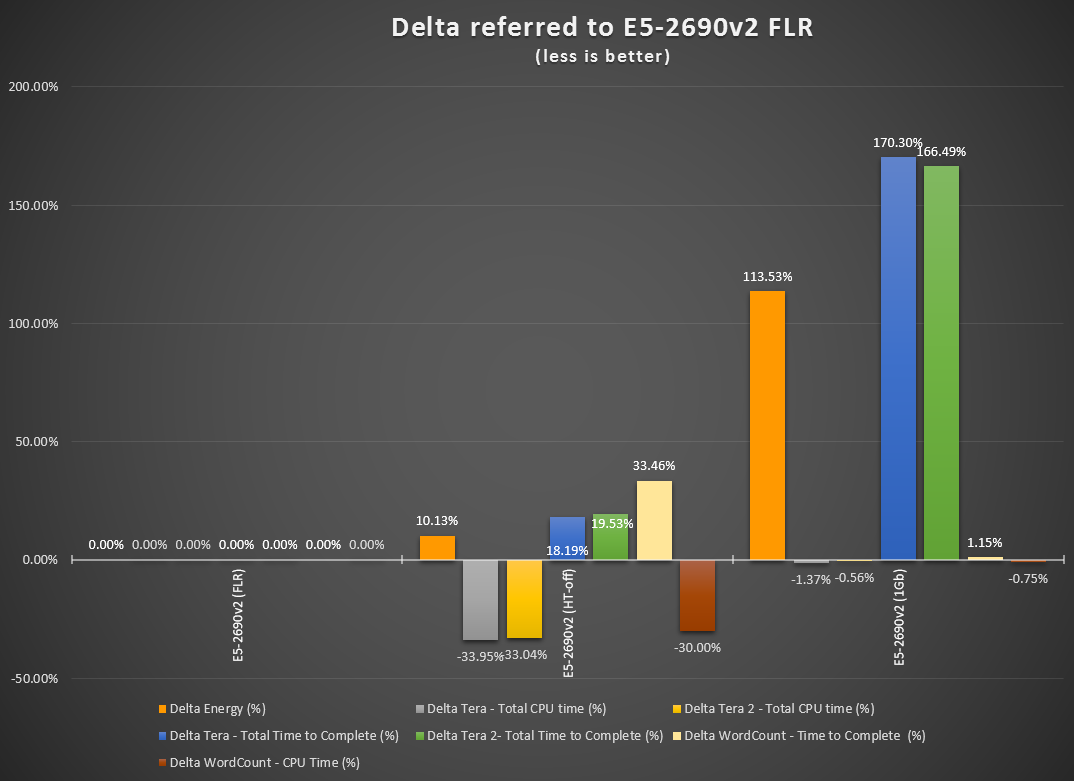 Delta referred to E5-2690v2 FLR
(less is better)
200.00%
150.00%
100.00%
50.00%
0.00%
-50.00%
0.00% 0.00% 0.00% 0.00% 0.00% 0.00% 0.00%
10.13%
-33.95%
-33.04%
18.19%
19.53%
33.46%
-30.00%
113.53%
-1.37%
-0.56%
170.30%
166.49%
1.15%
-0.75%
E5-2690v2 (FLR)
E5-2690v2 (HT-off)
E5-2690v2 (1Gb)
Delta Energy (%)
Delta Tera - Total CPU time (%)
Delta Tera 2 - Total CPU time (%)
Delta Tera - Total Time to Complete (%)
Delta Tera 2- Total Time to Complete (%)
Delta WordCount - Time to Complete  (%)
Delta WordCount - CPU Time (%)